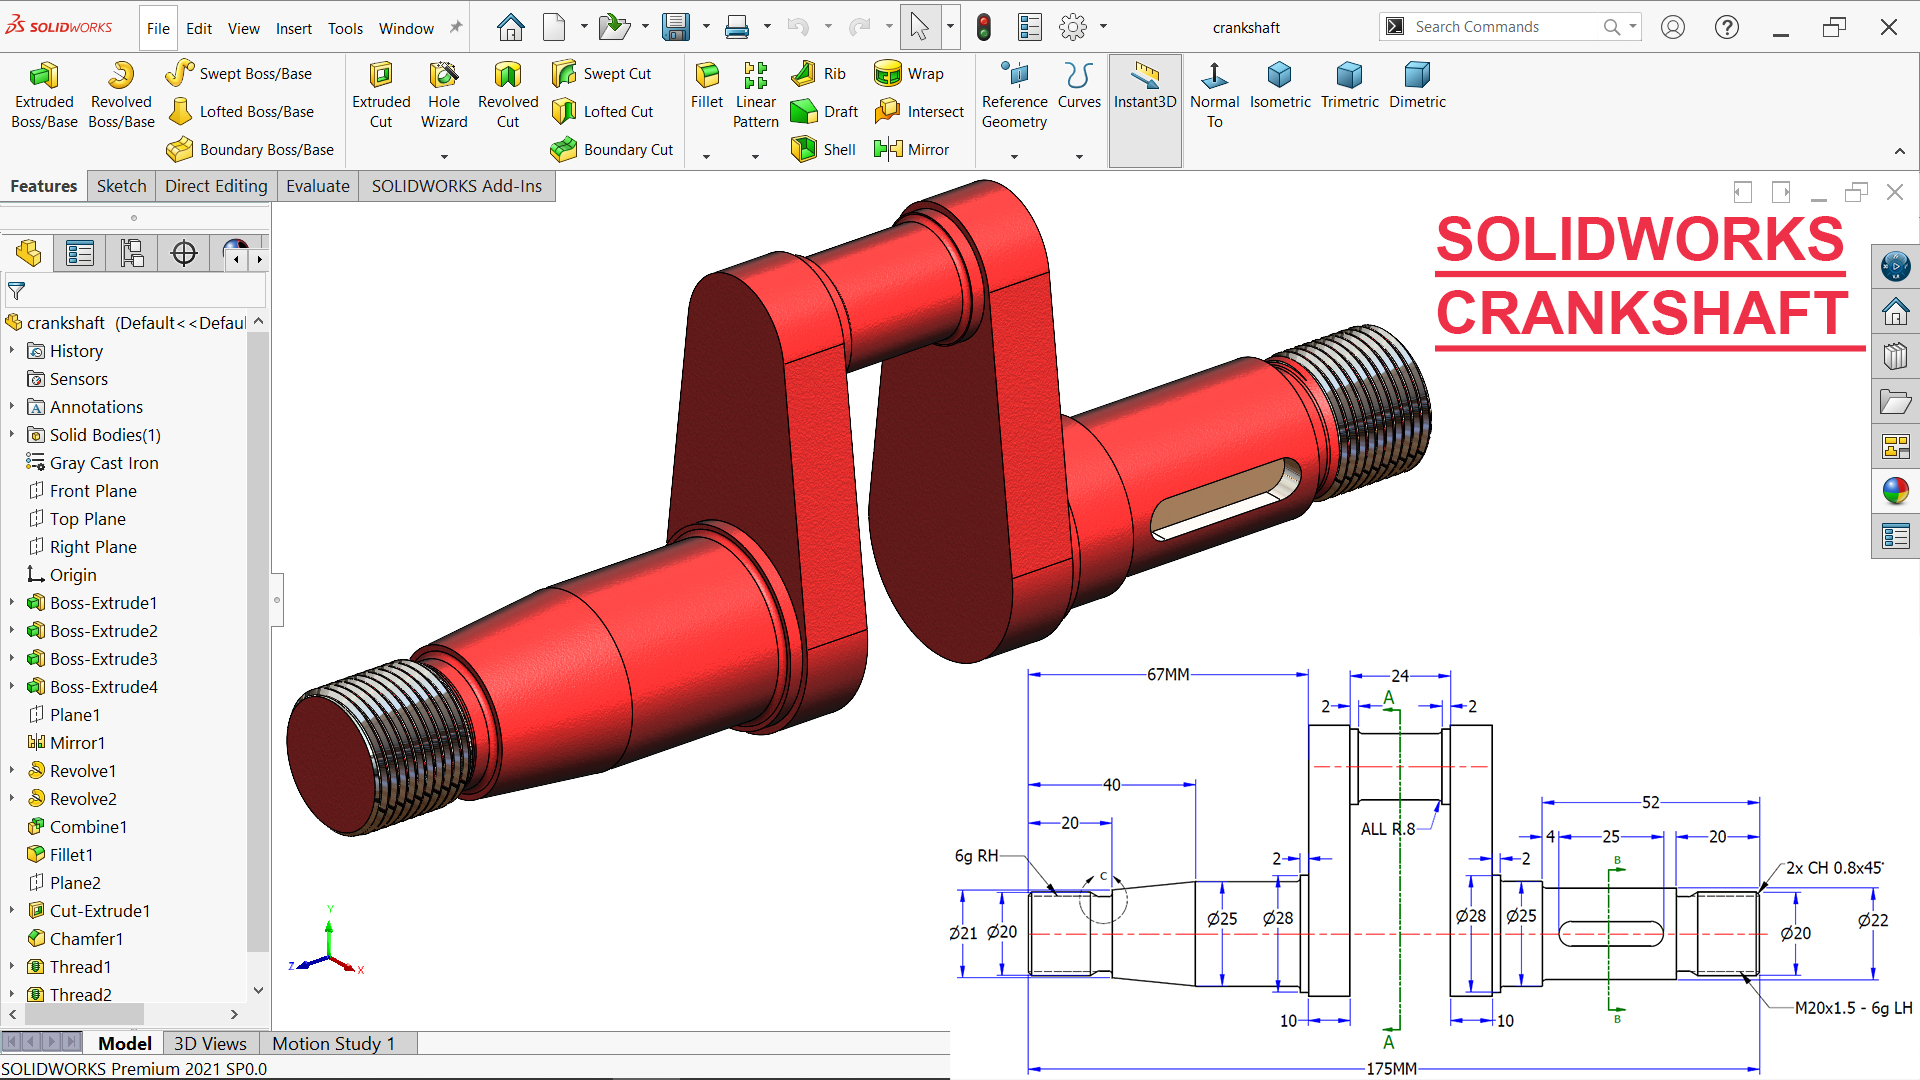 SOLIDWORKS
File Edit View Insert Tools Window
crankshaft
Search Commands
Extruded Boss/Base
Revolved Boss/Base
Swept Boss/Base
Lofted Boss/Base
Boundary Boss/Base
Extruded Cut
Hole Wizard
Revolved Cut
Swept Cut
Lofted Cut
Boundary Cut
Fillet
Linear Pattern
Rib
Draft
Shell
Wrap
Intersect
Mirror
Reference Geometry
Curves
Instant3D
Normal To
Isometric
Trimetric
Dimetric
Features Sketch Direct Editing Evaluate SOLIDWORKS Add-Ins
crankshaft (Default<<Defau
History
Sensors
Annotations
Solid Bodies(1)
Gray Cast Iron
Front Plane
Top Plane
Right Plane
Origin
Boss-Extrude1
Boss-Extrude2
Boss-Extrude3
Boss-Extrude4
Plane1
Mirror1
Revolve1
Revolve2
Combine1
Fillet1
Plane2
Cut-Extrude1
Chamfer1
Thread1
Thread2
SOLIDWORKS
CRANKSHAFT
Y
Z
X
67MM
24
2
A
2
40
52
20
ALL R.8
4
25
20
6g RH
C
2
2
B
2x CH 0.8x45°
Ø21
Ø20
Ø25
Ø28
Ø28
Ø25
Ø20
Ø22
10
10
B
M20x1.5 - 6g LH
A
175MM
Model 3D Views Motion Study 1
SOLIDWORKS Premium 2021 SP0.0